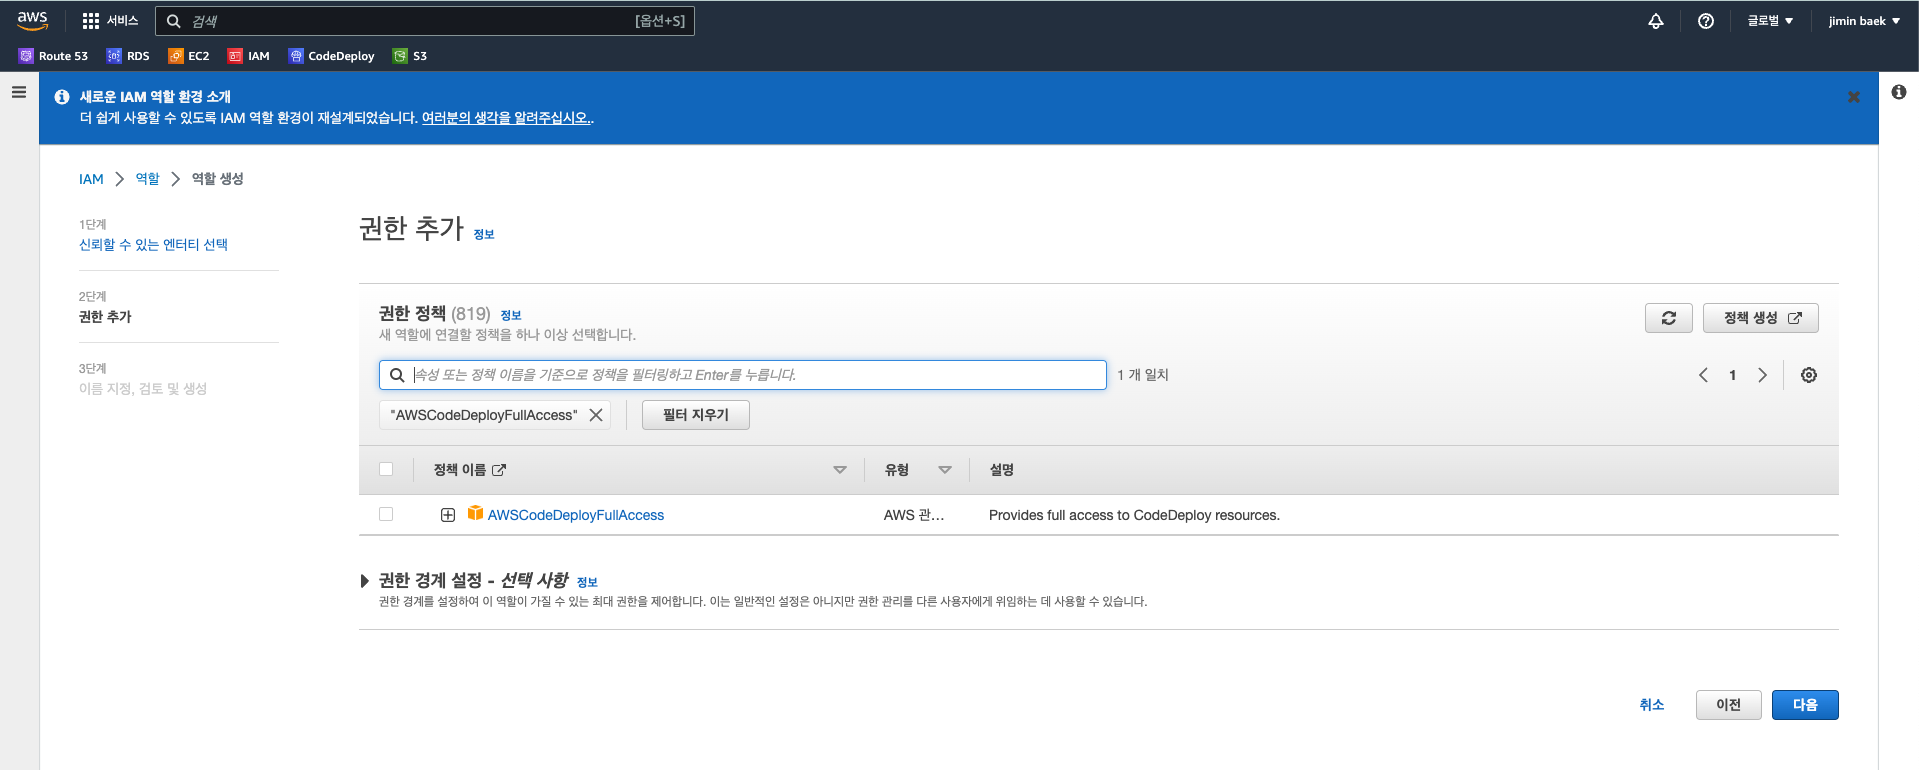 aws
서비스
검색
[옵션+S]
글로벌
jimin baek
Route 53
RDS
EC2
IAM
CodeDeploy
S3
새로운 IAM 역할 환경 소개
더 쉽게 사용할 수 있도록 IAM 역할 환경이 재설계되었습니다. 여러분의 생각을 알려주십시오..
IAM
역할
역할 생성
1단계
신뢰할 수 있는 엔터티 선택
2단계
권한 추가
3단계
이름 지정, 검토 및 생성
권한 추가 정보
권한 정책 (819) 정보
새 역할에 연결할 정책을 하나 이상 선택합니다.
정책 생성
속성 또는 정책 이름을 기준으로 정책을 필터링하고 Enter를 누릅니다.
1 개 일치
1
"AWSCodeDeployFullAccess"
필터 지우기
정책 이름
유형
설명
AWSCodeDeployFullAccess
AWS 관...
Provides full access to CodeDeploy resources.
권한 경계 설정 - 선택 사항 정보
권한 경계를 설정하여 이 역할이 가질 수 있는 최대 권한을 제어합니다. 이는 일반적인 설정은 아니지만 권한 관리를 다른 사용자에게 위임하는 데 사용할 수 있습니다.
취소
이전
다음